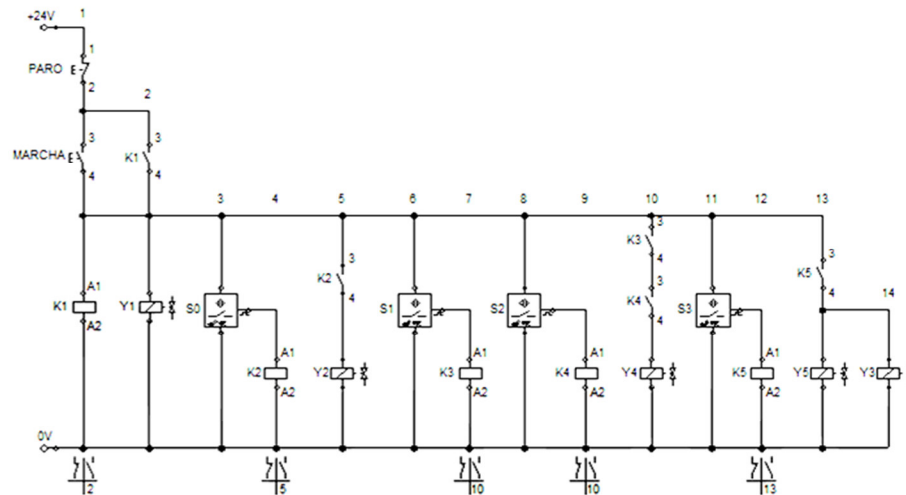 +24V 1
1
PARO
2
2
3 3
MARCHA K1
4 4
3 4 5 6 7 8 9 10 11 12 13
3
K3
3 3
K2 K5
4 4
3
K4
4
4
14
A1
K1 Y1 S0 S1 S2 S3
A2
A1 A1 A1 A1
K2 Y2 K3 K4 Y4 K5 Y5 Y3
A2 A2 A2 A2
0V
2 5 10 10 13